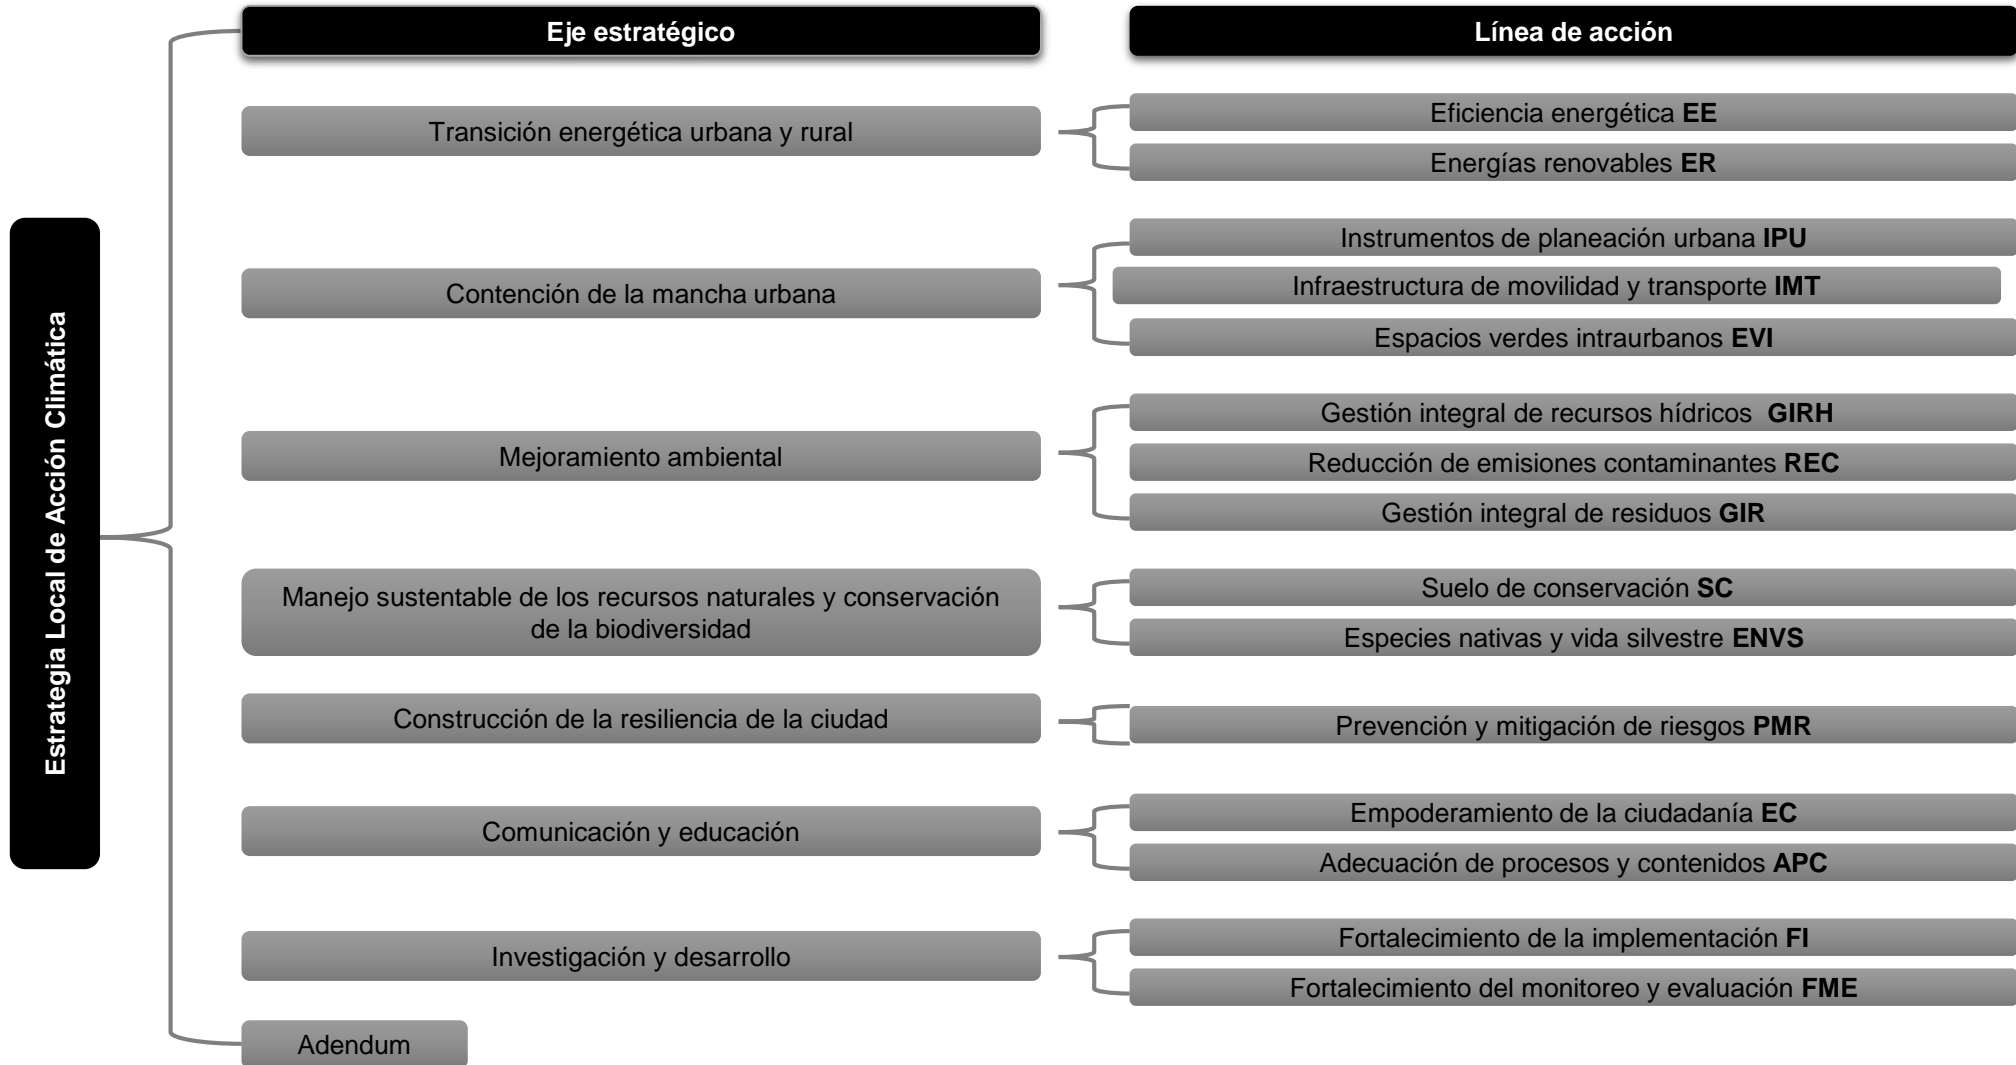 Estrategia Local de Acción Climática
Eje estratégico
Línea de acción
Transición energética urbana y rural
Eficiencia energética EE
Energías renovables ER
Contención de la mancha urbana
Instrumentos de planeación urbana IPU
Infraestructura de movilidad y transporte IMT
Espacios verdes intraurbanos EVI
Mejoramiento ambiental
Gestión integral de recursos hídricos GIRH
Reducción de emisiones contaminantes REC
Gestión integral de residuos GIR
Manejo sustentable de los recursos naturales y conservación
de la biodiversidad
Suelo de conservación SC
Especies nativas y vida silvestre ENVS
Construcción de la resiliencia de la ciudad
Prevención y mitigación de riesgos PMR
Comunicación y educación
Empoderamiento de la ciudadanía EC
Adecuación de procesos y contenidos APC
Investigación y desarrollo
Fortalecimiento de la implementación FI
Fortalecimiento del monitoreo y evaluación FME
Adendum